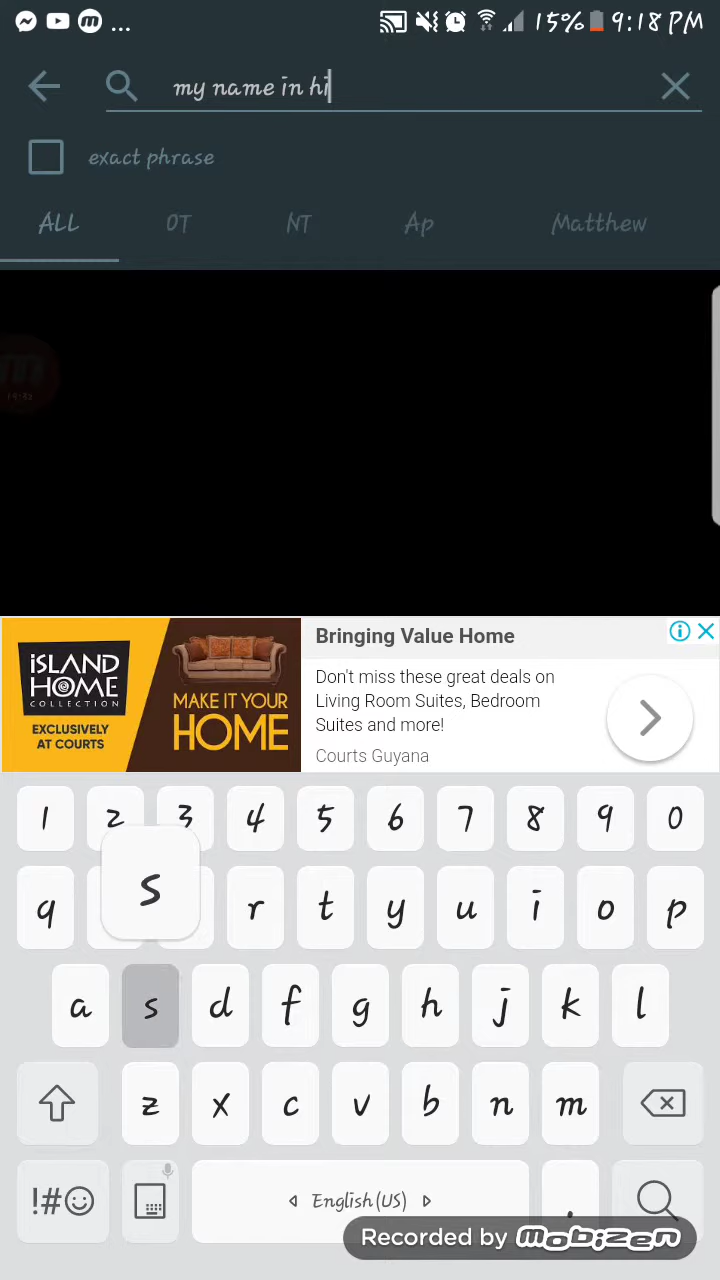 ... 15% 9:18 PM
my name in hi
exact phrase
ALL OT NT Ap Matthew
ISLAND
HOME
COLLECTION
EXCLUSIVELY
AT COURTS
MAKE IT YOUR
HOME
Bringing Value Home
Don't miss these great deals on
Living Room Suites, Bedroom
Suites and more!
Courts Guyana
1 2 3 4 5 6 7 8 9 0
s
q r t y u i o p
a s d f g h j k l
z x c v b n m
!#☺ English(US) .
Recorded by mobizen